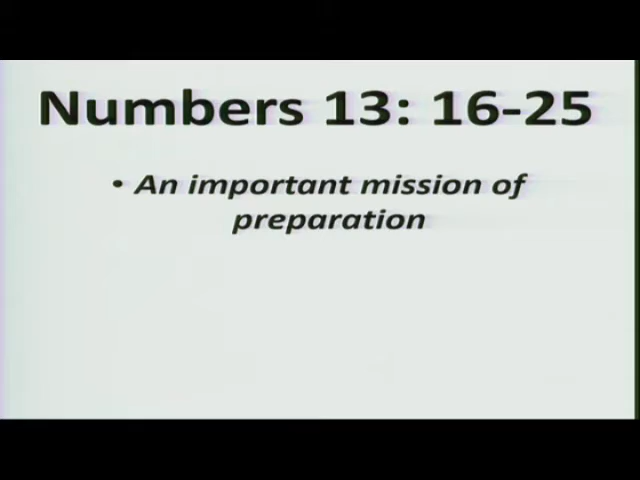 Numbers 13: 16-25
• An important mission of
preparation